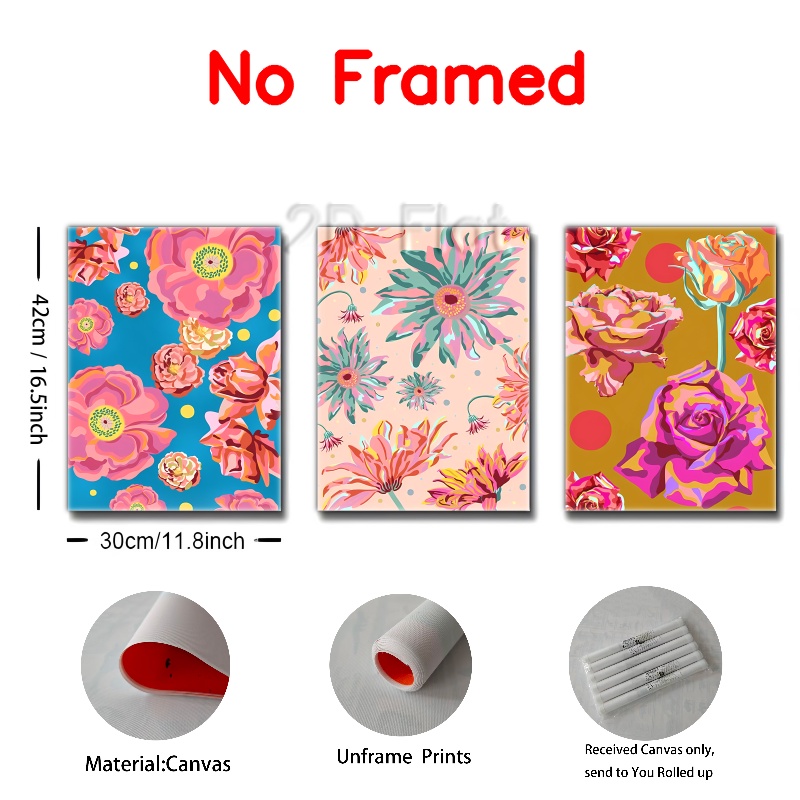 No Framed
2D Flat
42cm / 16.5inch
30cm/11.8inch
Material:Canvas
Unframe Prints
Received Canvas only,
send to You Rolled up